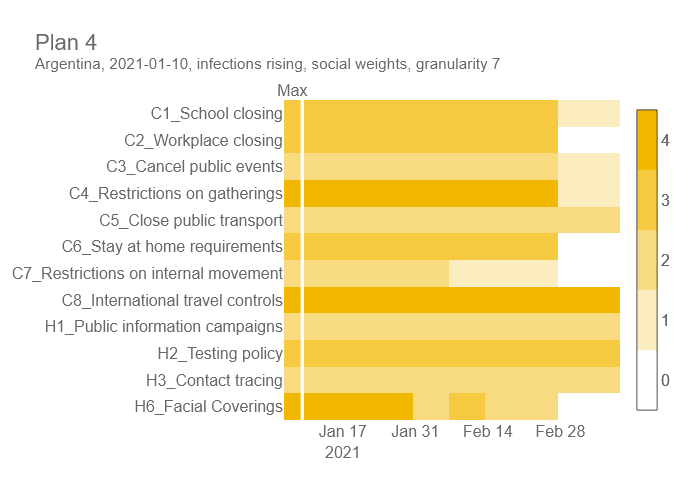 Plan 4
Argentina, 2021-01-10, infections rising, social weights, granularity 7
Max
C1_School closing
C2_Workplace closing
C3_Cancel public events
C4_Restrictions on gatherings
C5_Close public transport
C6_Stay at home requirements
C7_Restrictions on internal movement
C8_International travel controls
H1_Public information campaigns
H2_Testing policy
H3_Contact tracing
H6_Facial Coverings
Jan 17 Jan 31 Feb 14 Feb 28
2021
4
3
2
1
0